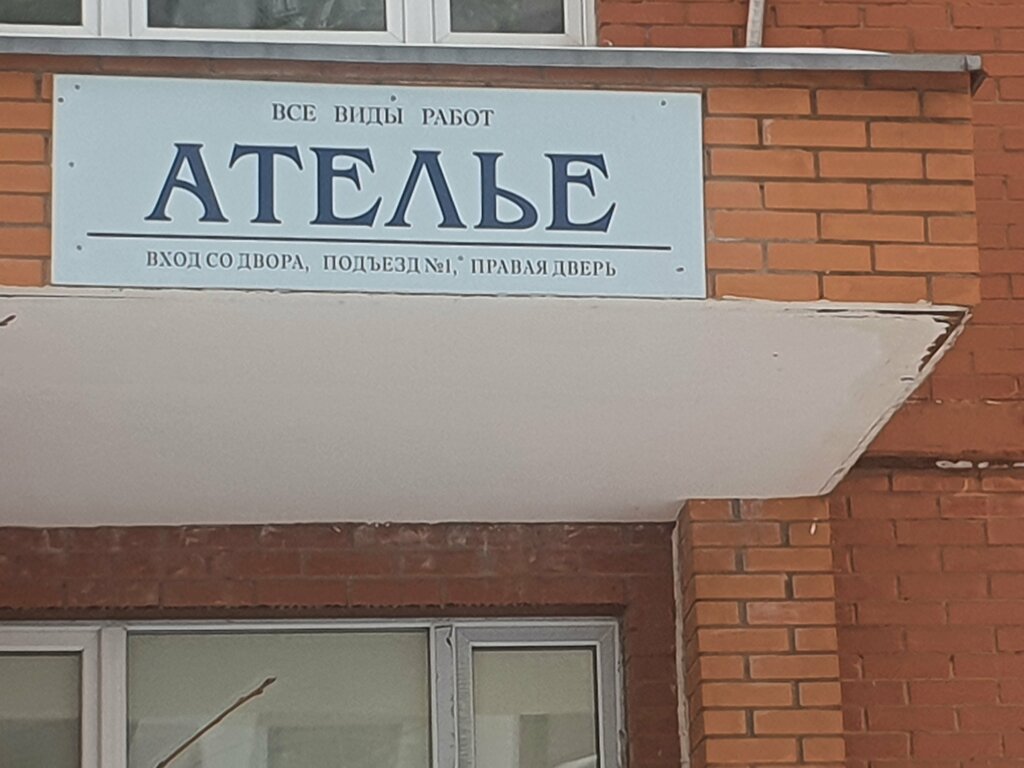 ВСЕ ВИДЫ РАБОТ
АТЕЛЬЕ
ВХОД СО ДВОРА, ПОДЪЕЗД №1, ПРАВАЯ ДВЕРЬ